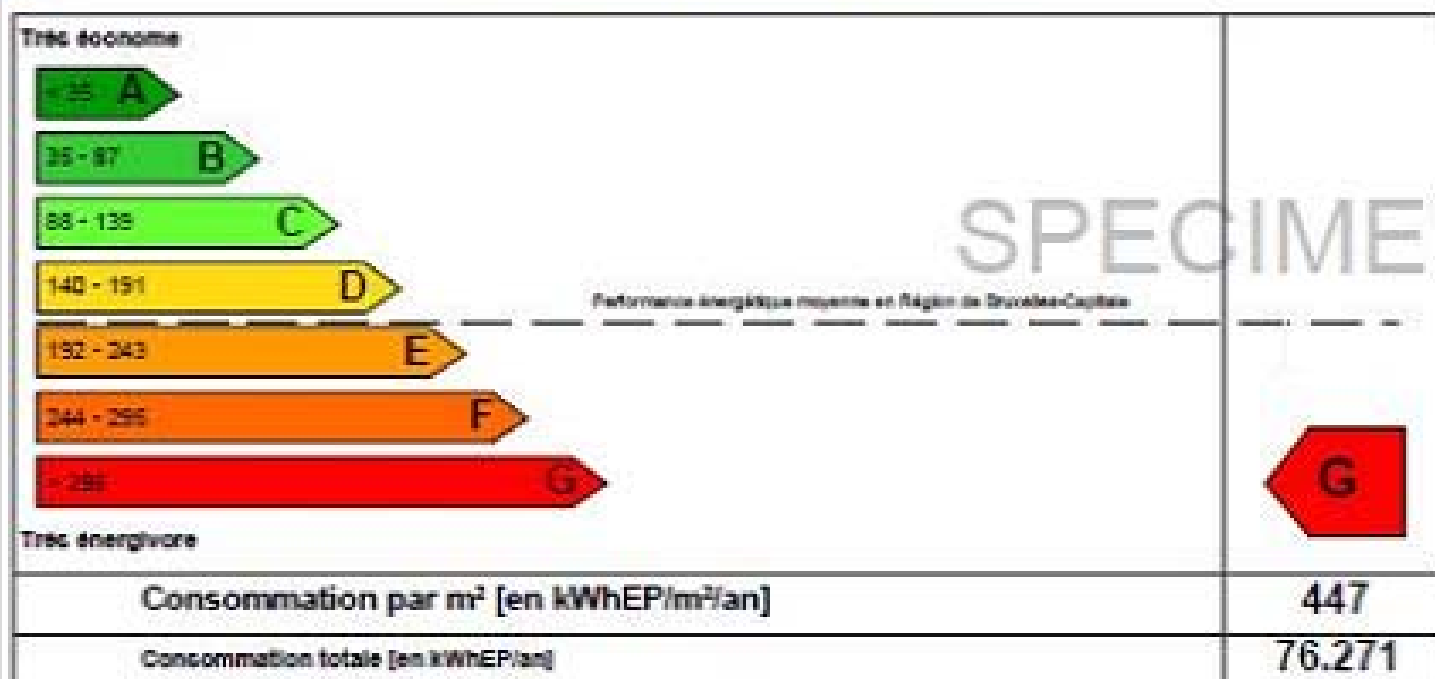 Très économe
< 35 A
35 - 87 B
88 - 139 C
SPECIME
140 - 191 D
Performance énergétique moyenne en Région de Bruxelles-Capitale
192 - 243 E
244 - 295 F
> 295 G
G
Très énergivore
Consommation par m² [en kWhEP/m²/an] 447
Consommation totale [en kWhEP/an] 76.271